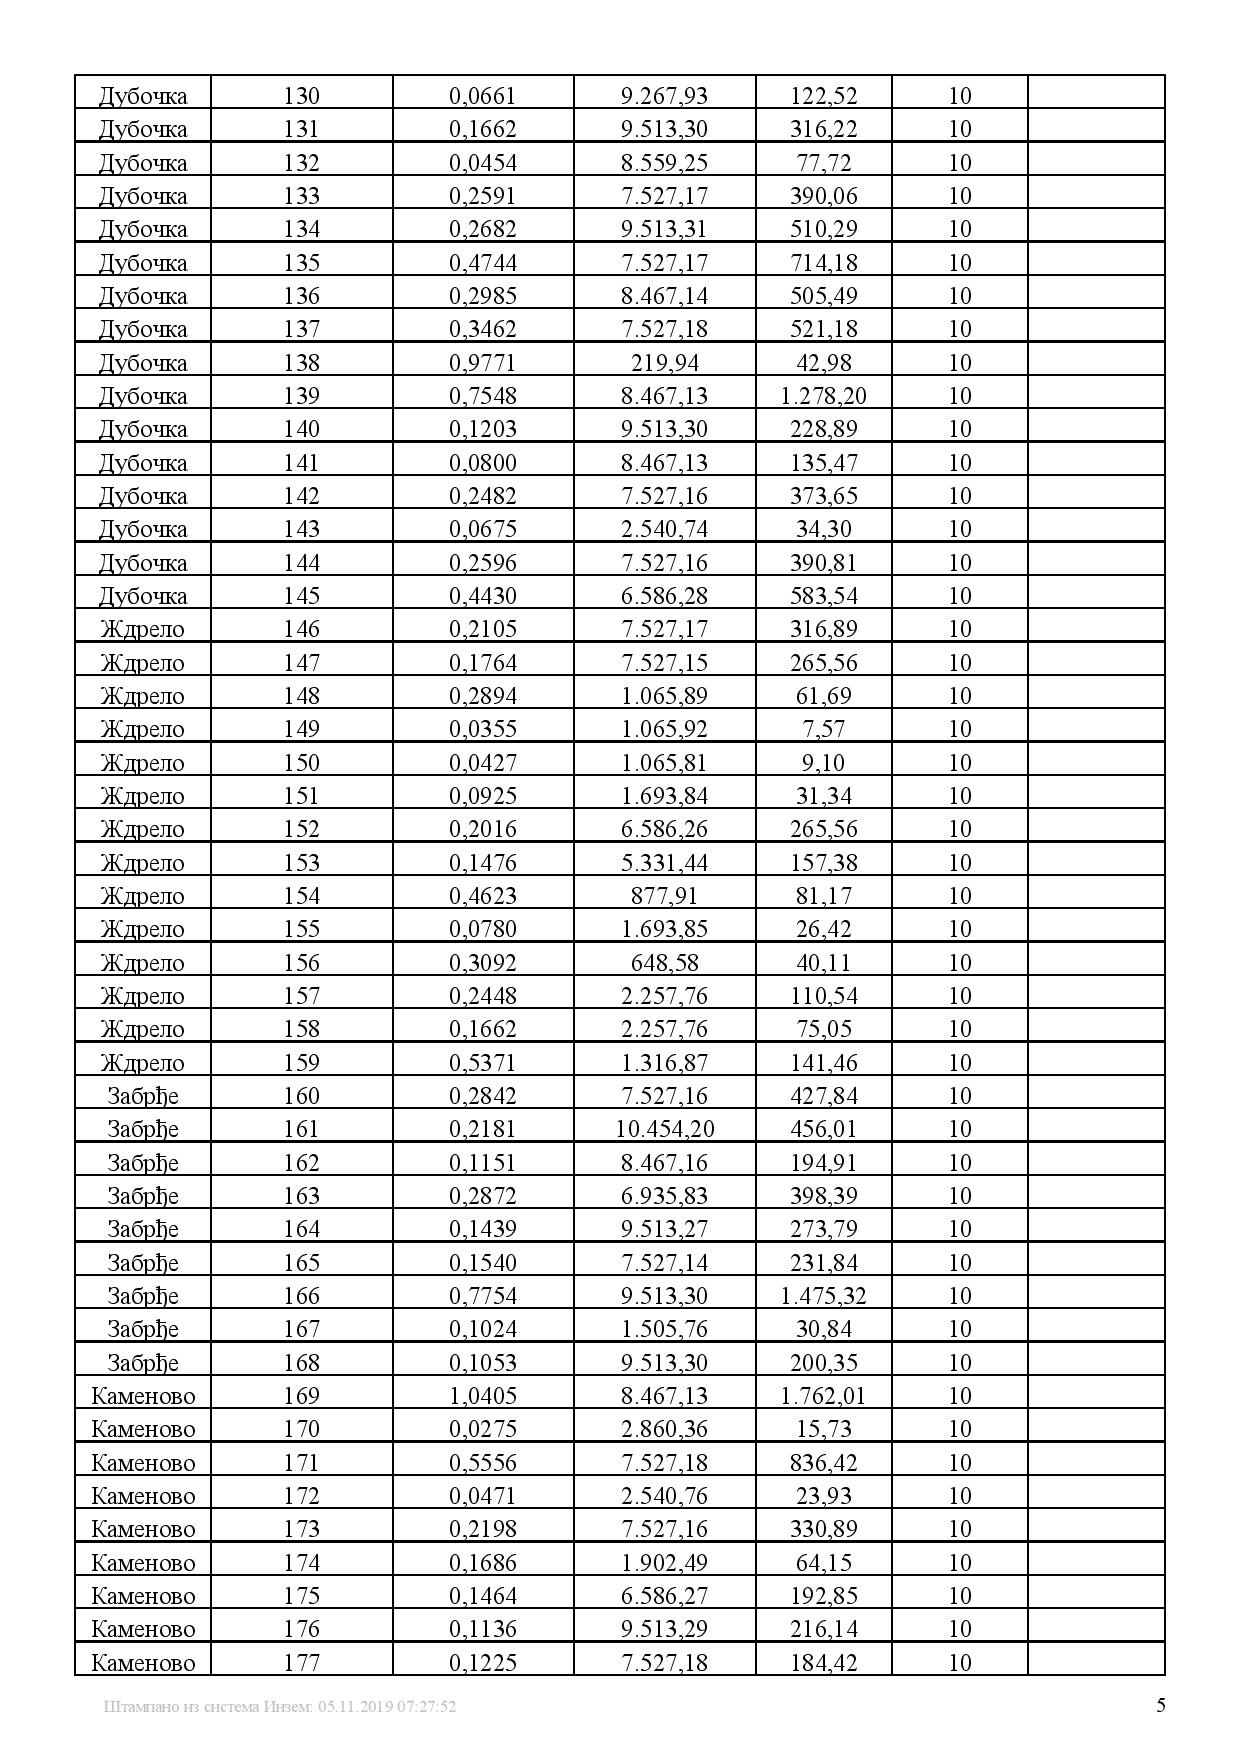 Дубочка 130 0,0661 9.267,93 122,52 10
Дубочка 131 0,1662 9.513,30 316,22 10
Дубочка 132 0,0454 8.559,25 77,72 10
Дубочка 133 0,2591 7.527,17 390,06 10
Дубочка 134 0,2682 9.513,31 510,29 10
Дубочка 135 0,4744 7.527,17 714,18 10
Дубочка 136 0,2985 8.467,14 505,49 10
Дубочка 137 0,3462 7.527,18 521,18 10
Дубочка 138 0,9771 219,94 42,98 10
Дубочка 139 0,7548 8.467,13 1.278,20 10
Дубочка 140 0,1203 9.513,30 228,89 10
Дубочка 141 0,0800 8.467,13 135,47 10
Дубочка 142 0,2482 7.527,16 373,65 10
Дубочка 143 0,0675 2.540,74 34,30 10
Дубочка 144 0,2596 7.527,16 390,81 10
Дубочка 145 0,4430 6.586,28 583,54 10
Ждрело 146 0,2105 7.527,17 316,89 10
Ждрело 147 0,1764 7.527,15 265,56 10
Ждрело 148 0,2894 1.065,89 61,69 10
Ждрело 149 0,0355 1.065,92 7,57 10
Ждрело 150 0,0427 1.065,81 9,10 10
Ждрело 151 0,0925 1.693,84 31,34 10
Ждрело 152 0,2016 6.586,26 265,56 10
Ждрело 153 0,1476 5.331,44 157,38 10
Ждрело 154 0,4623 877,91 81,17 10
Ждрело 155 0,0780 1.693,85 26,42 10
Ждрело 156 0,3092 648,58 40,11 10
Ждрело 157 0,2448 2.257,76 110,54 10
Ждрело 158 0,1662 2.257,76 75,05 10
Ждрело 159 0,5371 1.316,87 141,46 10
Забрђе 160 0,2842 7.527,16 427,84 10
Забрђе 161 0,2181 10.454,20 456,01 10
Забрђе 162 0,1151 8.467,16 194,91 10
Забрђе 163 0,2872 6.935,83 398,39 10
Забрђе 164 0,1439 9.513,27 273,79 10
Забрђе 165 0,1540 7.527,14 231,84 10
Забрђе 166 0,7754 9.513,30 1.475,32 10
Забрђе 167 0,1024 1.505,76 30,84 10
Забрђе 168 0,1053 9.513,30 200,35 10
Каменово 169 1,0405 8.467,13 1.762,01 10
Каменово 170 0,0275 2.860,36 15,73 10
Каменово 171 0,5556 7.527,18 836,42 10
Каменово 172 0,0471 2.540,76 23,93 10
Каменово 173 0,2198 7.527,16 330,89 10
Каменово 174 0,1686 1.902,49 64,15 10
Каменово 175 0,1464 6.586,27 192,85 10
Каменово 176 0,1136 9.513,29 216,14 10
Каменово 177 0,1225 7.527,18 184,42 10
Штампано из система Инзем: 05.11.2019 07:27:52 5